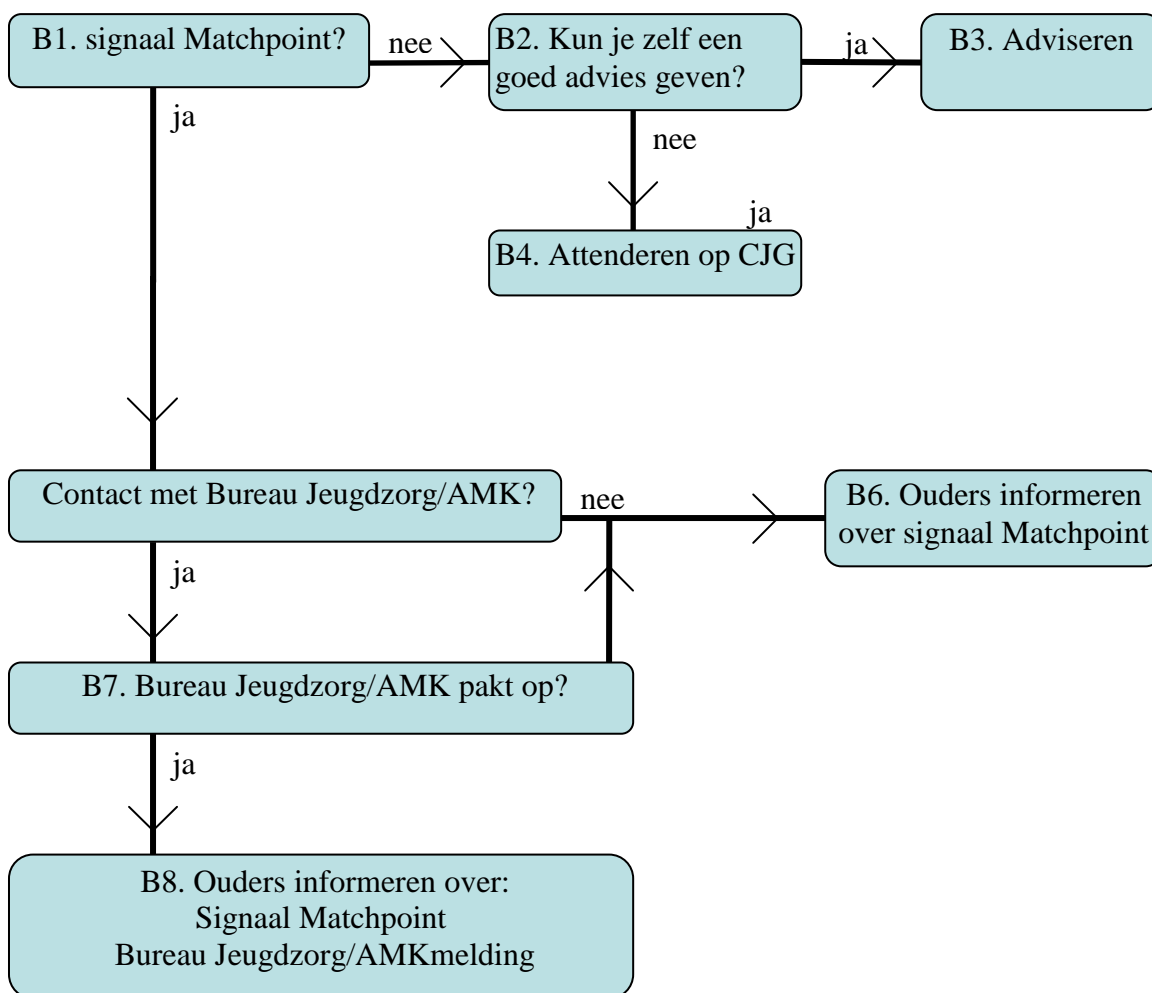 B1. signaal Matchpoint?
nee
B2. Kun je zelf een
goed advies geven?
ja
B3. Adviseren
ja
nee
ja
B4. Attenderen op CJG
Contact met Bureau Jeugdzorg/AMK?
nee
B6. Ouders informeren
over signaal Matchpoint
ja
B7. Bureau Jeugdzorg/AMK pakt op?
ja
B8. Ouders informeren over:
Signaal Matchpoint
Bureau Jeugdzorg/AMKmelding